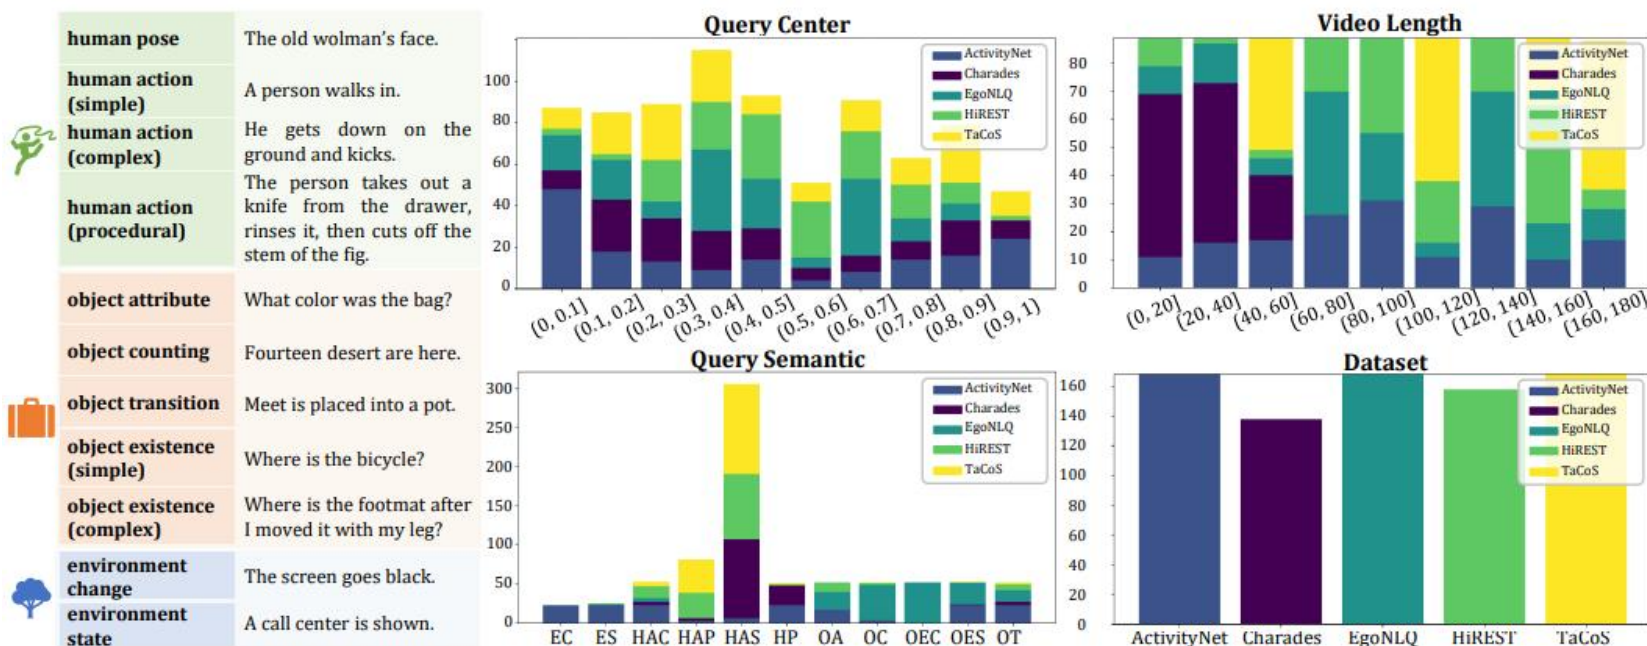 human pose
The old wolman's face.
human action
(simple)
A person walks in.
human action
(complex)
He gets down on the
ground and kicks.
human action
(procedural)
The person takes out a
knife from the drawer,
rinses it, then cuts off the
stem of the fig.
object attribute
What color was the bag?
object counting
Fourteen desert are here.
object transition
Meet is placed into a pot.
object existence
(simple)
Where is the bicycle?
object existence
(complex)
Where is the footmat after
I moved it with my leg?
environment
change
The screen goes black.
environment
state
A call center is shown.
Query Center
ActivityNet
Charades
EgoNLQ
HiREST
TaCoS
100
80
60
40
20
0
(0, 0.1]
(0.1, 0.2]
(0.2, 0.3]
(0.3, 0.4]
(0.4, 0.5]
(0.5, 0.6]
(0.6, 0.7]
(0.7, 0.8]
(0.8, 0.9]
(0.9, 1)
Video Length
ActivityNet
Charades
EgoNLQ
HiREST
TaCoS
80
70
60
50
40
30
20
10
0
(0, 20]
(20, 40]
(40, 60]
(60, 80]
(80, 100]
(100, 120]
(120, 140]
(140, 160]
(160, 180]
Query Semantic
ActivityNet
Charades
EgoNLQ
HiREST
TaCoS
300
250
200
150
100
50
0
EC ES HAC HAP HAS HP OA OC OEC OES OT
Dataset
ActivityNet
Charades
EgoNLQ
HiREST
TaCoS
160
140
120
100
80
60
40
20
0
ActivityNet Charades EgoNLQ HiREST TaCoS